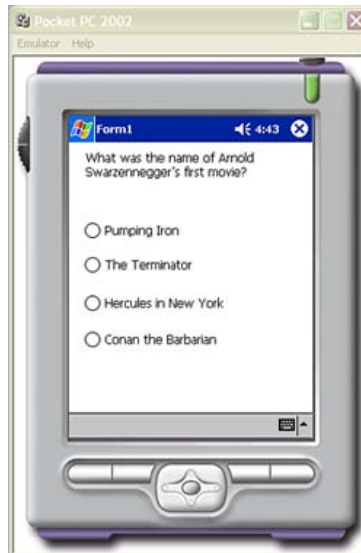 Pocket PC 2002
Emulator Help
Form1 4:43
What was the name of Arnold
Swarzennegger's first movie?
Pumping Iron
The Terminator
Hercules in New York
Conan the Barbarian